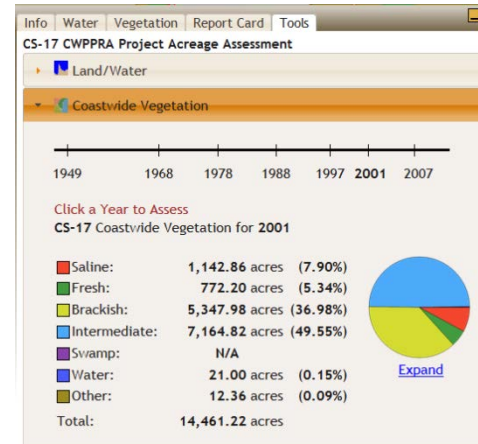 Info Water Vegetation Report Card Tools
CS-17 CWPPRA Project Acreage Assessment
Land/Water
Coastwide Vegetation
1949 1968 1978 1988 1997 2001 2007
Click a Year to Assess
CS-17 Coastwide Vegetation for 2001
Saline: 1,142.86 acres (7.90%)
Fresh: 772.20 acres (5.34%)
Brackish: 5,347.98 acres (36.98%)
Intermediate: 7,164.82 acres (49.55%)
Swamp: N/A
Water: 21.00 acres (0.15%)
Other: 12.36 acres (0.09%)
Expand
Total: 14,461.22 acres